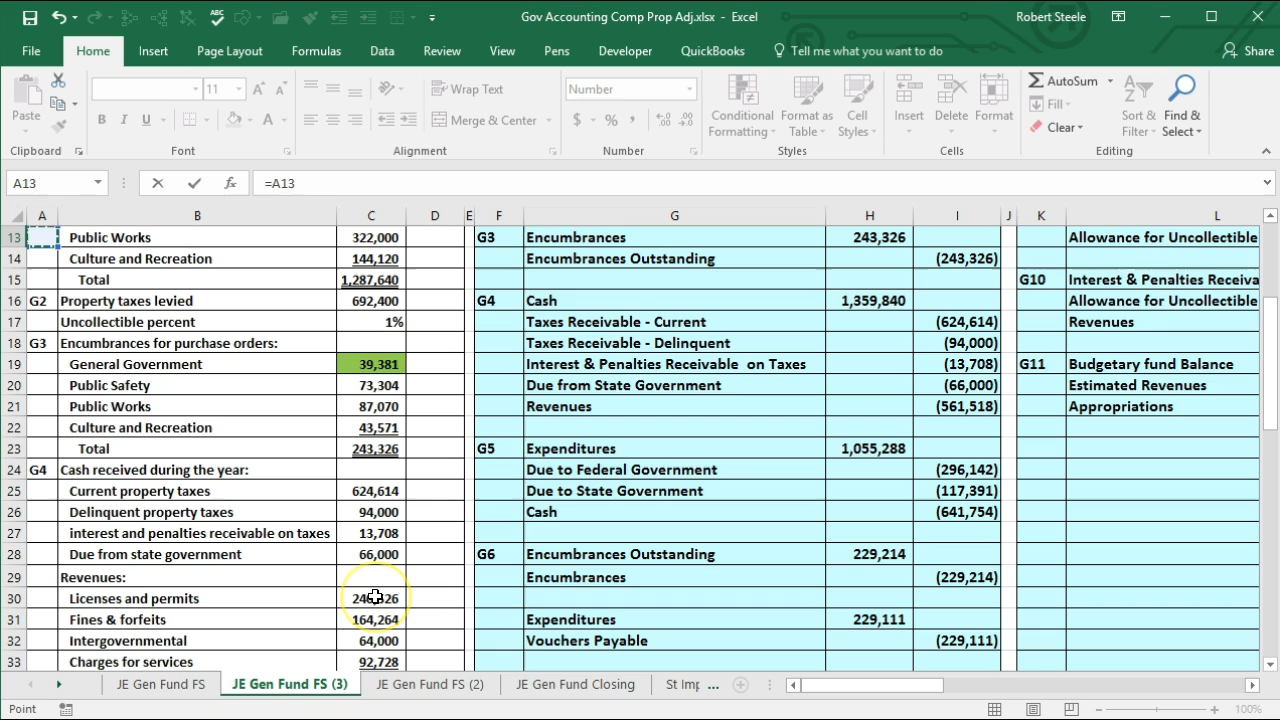 Gov Accounting Comp Prop Adj.xlsx - Excel
Robert Steele
File Home Insert Page Layout Formulas Data Review View Pens Developer QuickBooks Tell me what you want to do Share
Paste 11 Wrap Text Merge & Center Number Conditional Formatting Format as Table Cell Styles Insert Delete Format AutoSum Fill Clear Sort & Filter Find & Select
Clipboard Font Alignment Number Styles Cells Editing
A13 =A13
A B C D E F G H I J K L
13 Public Works 322,000 G3 Encumbrances 243,326 Allowance for Uncollectible
14 Culture and Recreation 144,120 Encumbrances Outstanding (243,326)
15 Total 1,287,640 G10 Interest & Penalties Receiva
16 G2 Property taxes levied 692,400 G4 Cash 1,359,840 Allowance for Uncollectible
17 Uncollectible percent 1% Taxes Receivable - Current (624,614) Revenues
18 G3 Encumbrances for purchase orders: Taxes Receivable - Delinquent (94,000)
19 General Government 39,381 Interest & Penalties Receivable on Taxes (13,708) G11 Budgetary fund Balance
20 Public Safety 73,304 Due from State Government (66,000) Estimated Revenues
21 Public Works 87,070 Revenues (561,518) Appropriations
22 Culture and Recreation 43,571
23 Total 243,326 G5 Expenditures 1,055,288
24 G4 Cash received during the year: Due to Federal Government (296,142)
25 Current property taxes 624,614 Due to State Government (117,391)
26 Delinquent property taxes 94,000 Cash (641,754)
27 interest and penalties receivable on taxes 13,708
28 Due from state government 66,000 G6 Encumbrances Outstanding 229,214
29 Revenues: Encumbrances (229,214)
30 Licenses and permits
31 Fines & forfeits 164,264 Expenditures 229,111
32 Intergovernmental 64,000 Vouchers Payable (229,111)
33 Charges for services 92,728
JE Gen Fund FS JE Gen Fund FS (3) JE Gen Fund FS (2) JE Gen Fund Closing St Imp ...
Point 100%